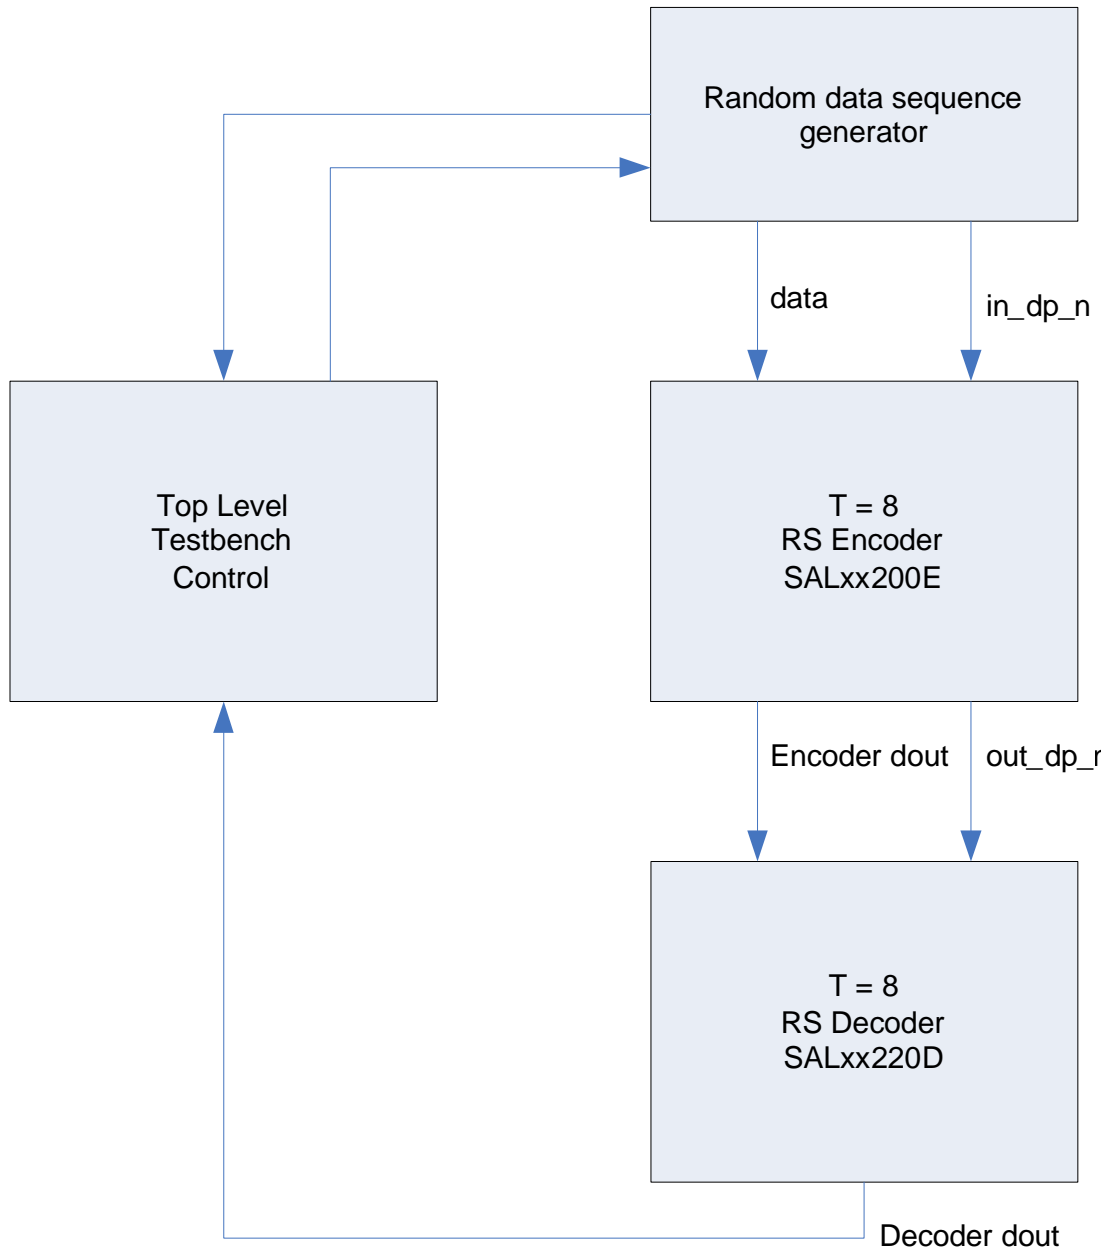 Random data sequence
generator
data
in_dp_n
Top Level
Testbench
Control
T = 8
RS Encoder
SALxx200E
Encoder dout
out_dp_n
T = 8
RS Decoder
SALxx220D
Decoder dout